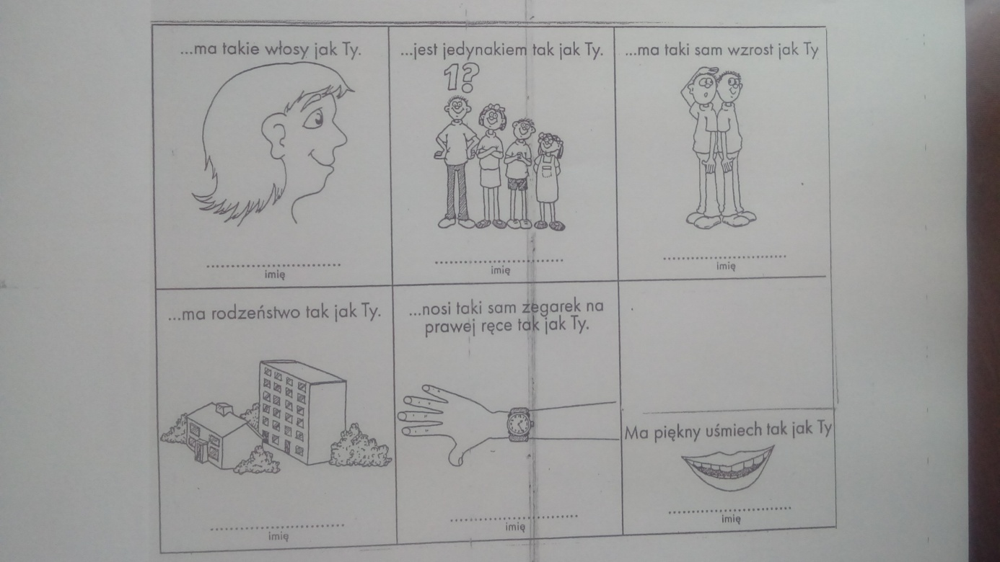 ...ma takie włosy jak Ty.
...jest jedynakiem tak jak Ty.
1?
...ma taki sam wzrost jak Ty
imię
imię
imię
...ma rodzeństwo tak jak Ty.
...nosi taki sam zegarek na
prawej ręce tak jak Ty.
Ma piękny uśmiech tak jak Ty
imię
imię
imię